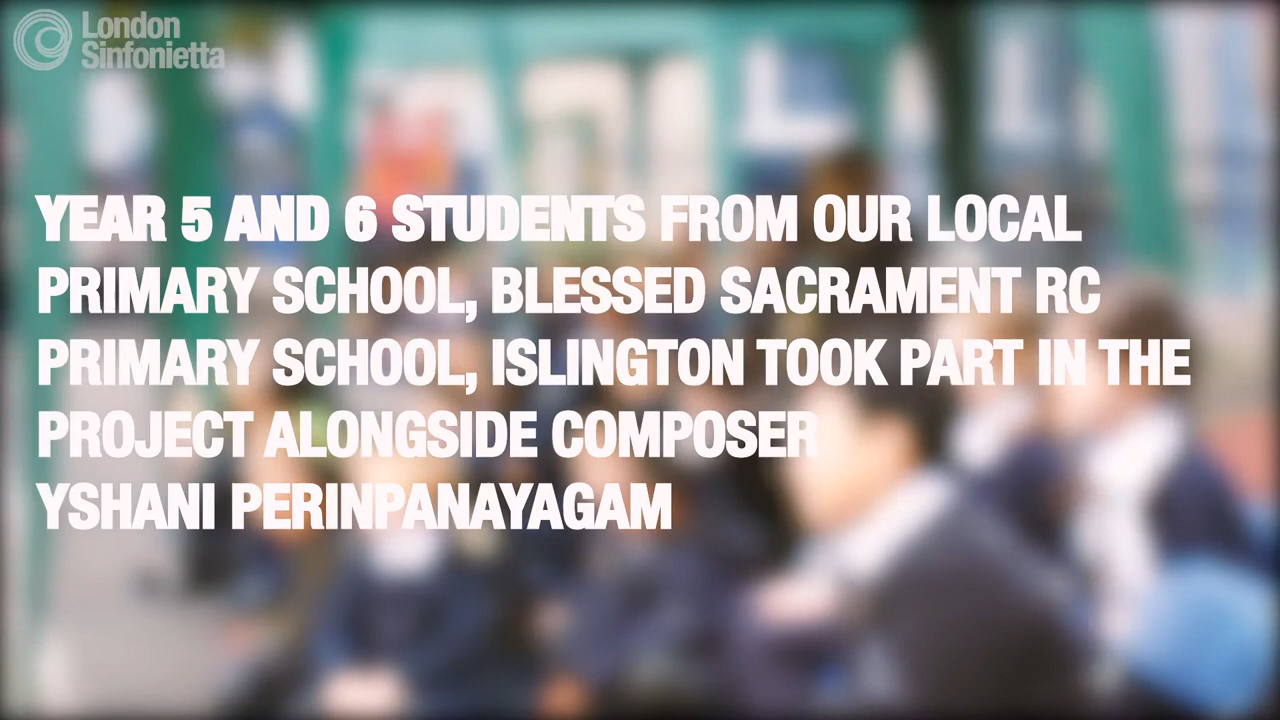 London
Sinfonietta
YEAR 5 AND 6 STUDENTS FROM OUR LOCAL
PRIMARY SCHOOL, BLESSED SACRAMENT RC
PRIMARY SCHOOL, ISLINGTON TOOK PART IN THE
PROJECT ALONGSIDE COMPOSER
YSHANI PERINPANAYAGAM